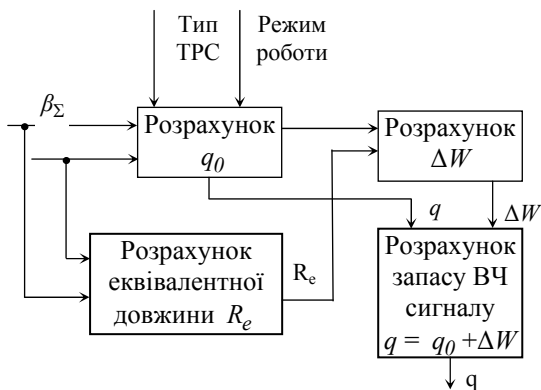 Тип
ТРС
Режим
роботи
β_Σ
Розрахунок
q_0
Розрахунок
ΔW
q
ΔW
Розрахунок
еквівалентної
довжини R_e
R_e
Розрахунок
запасу ВЧ
сигналу
q = q_0 +ΔW
q